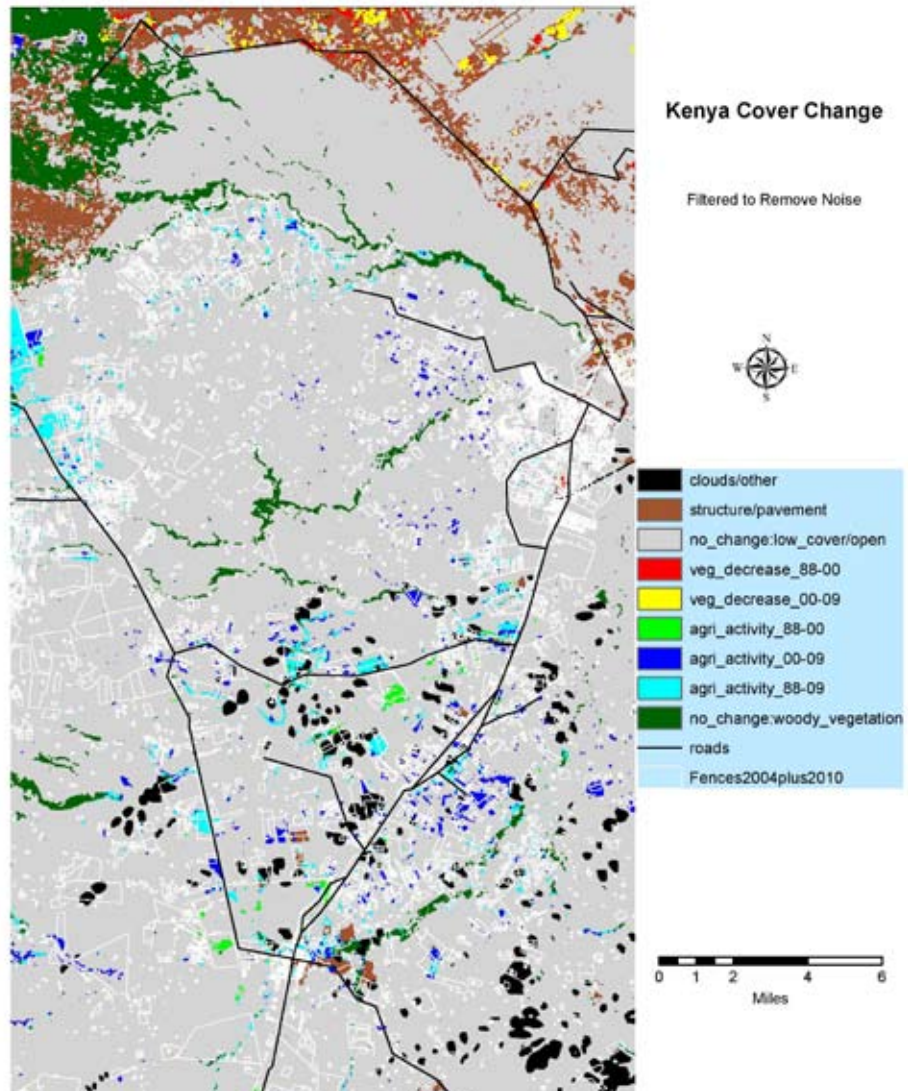 Kenya Cover Change
Filtered to Remove Noise
N
W E
S
clouds/other
structure/pavement
no_change:low_cover/open
veg_decrease_88-00
veg_decrease_00-09
agri_activity_88-00
agri_activity_00-09
agri_activity_88-09
no_change:woody_vegetation
roads
Fences2004plus2010
0 1 2 4 6
Miles